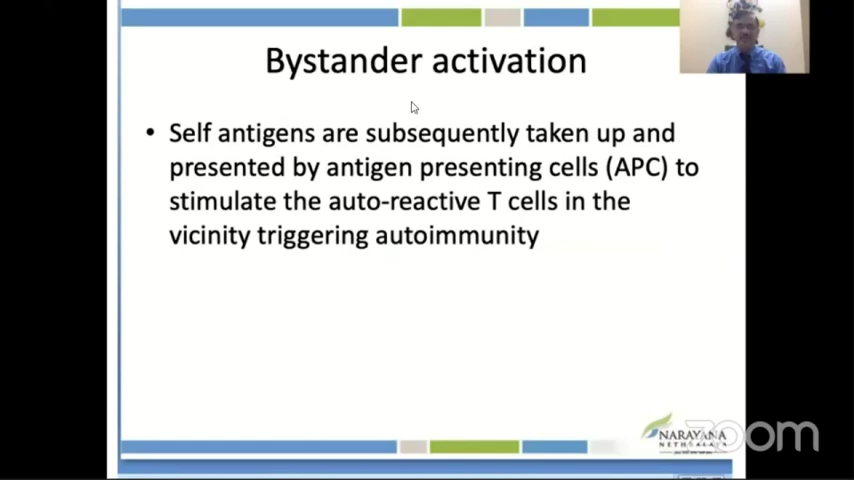 Bystander activation
• Self antigens are subsequently taken up and
presented by antigen presenting cells (APC) to
stimulate the auto-reactive T cells in the
vicinity triggering autoimmunity
NARAYANA
NETHRALAYA
zoom